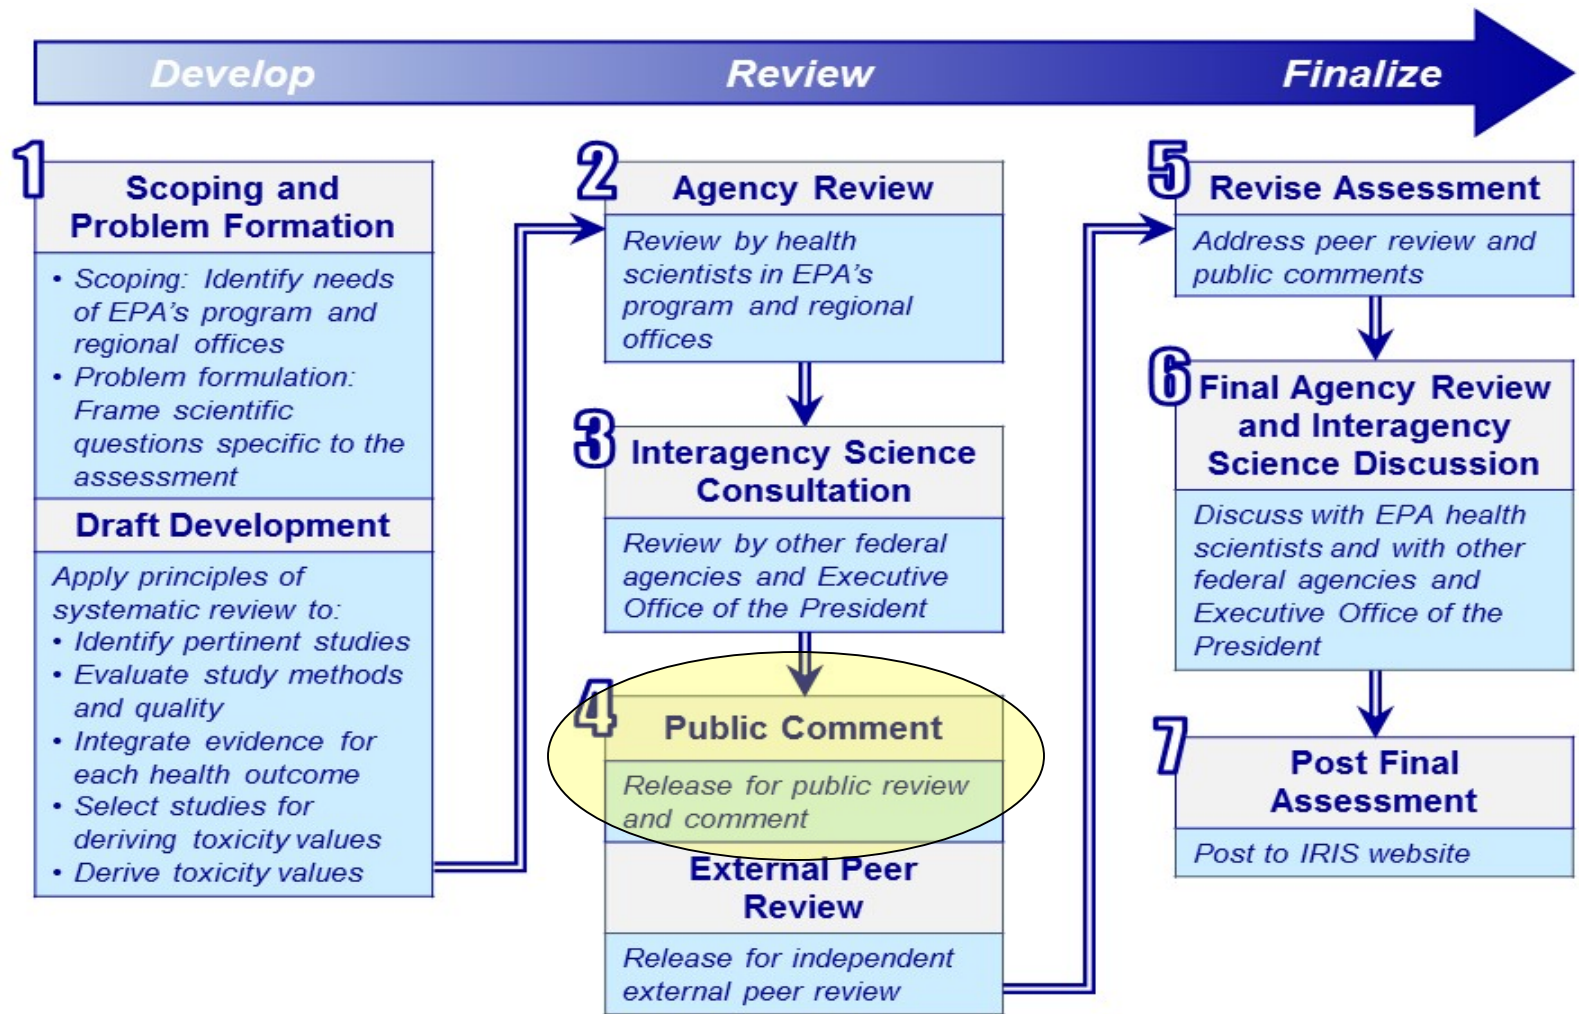 Develop
Review
Finalize
1
Scoping and
Problem Formation
• Scoping: Identify needs
of EPA's program and
regional offices
• Problem formulation:
Frame scientific
questions specific to the
assessment
Draft Development
Apply principles of
systematic review to:
• Identify pertinent studies
• Evaluate study methods
and quality
• Integrate evidence for
each health outcome
• Select studies for
deriving toxicity values
• Derive toxicity values
2
Agency Review
Review by health
scientists in EPA's
program and regional
offices
3
Interagency Science
Consultation
Review by other federal
agencies and Executive
Office of the President
4
Public Comment
Release for public review
and comment
External Peer
Review
Release for independent
external peer review
5
Revise Assessment
Address peer review and
public comments
6
Final Agency Review
and Interagency
Science Discussion
Discuss with EPA health
scientists and with other
federal agencies and
Executive Office of the
President
7
Post Final
Assessment
Post to IRIS website